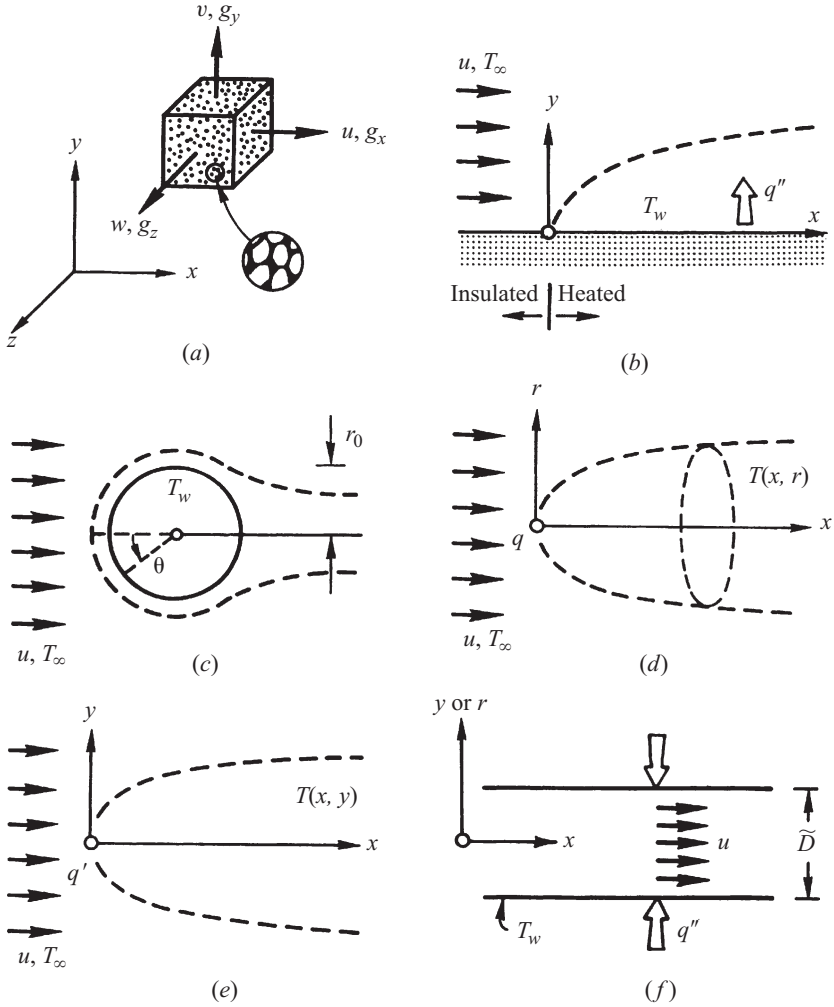 v, g_y
y
u, g_x
w, g_z
x
z
(a)
u, T_∞
y
q″
T_w
x
Insulated
Heated
(b)
r_0
T_w
θ
u, T_∞
(c)
r
T(x, r)
x
q
u, T_∞
(d)
y
T(x, y)
x
q′
u, T_∞
(e)
y or r
x
u
D̃
T_w
q″
(f)